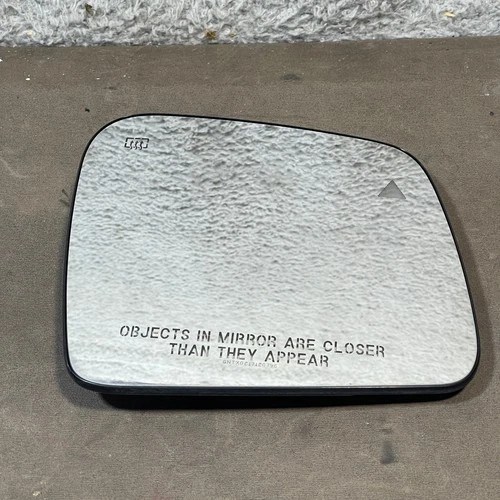 OBJECTS IN MIRROR ARE CLOSER
THAN THEY APPEAR